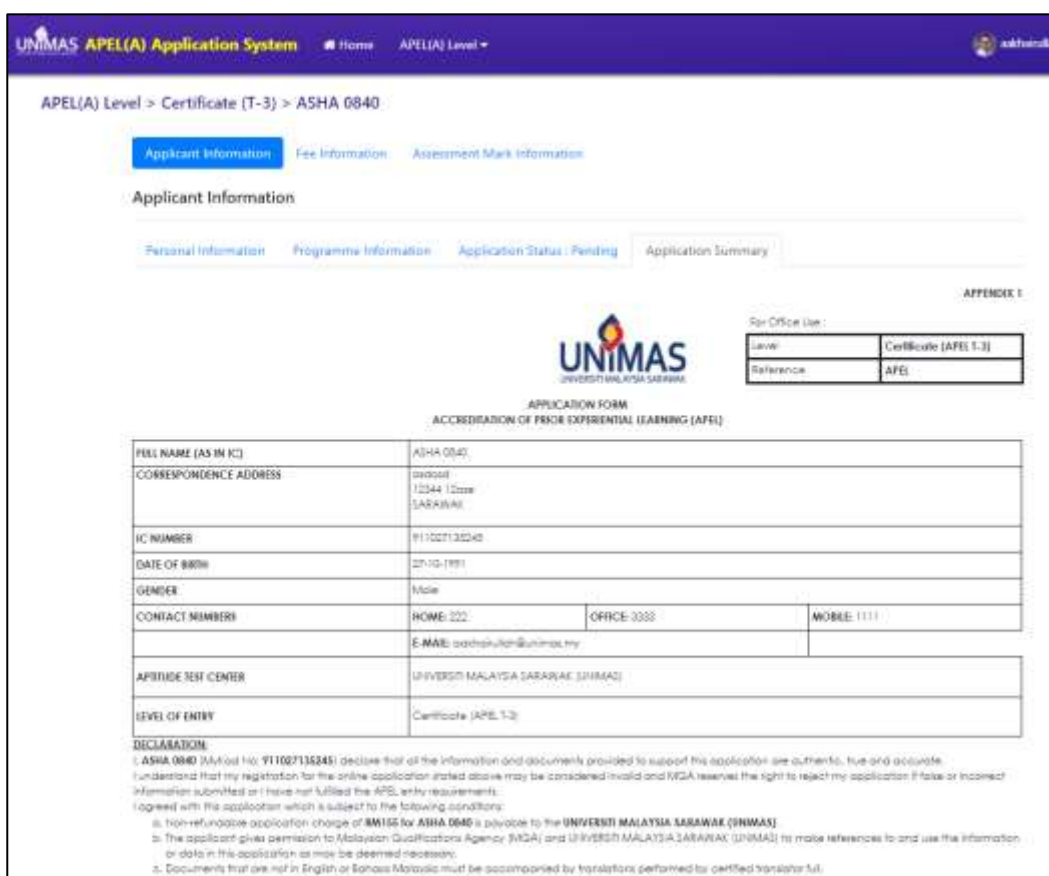 UNIMAS APEL(A) Application System Home APEL(A) Level
APEL(A) Level > Certificate (T-3) > ASHA 0840
Applicant Information Fee Information Assessment Mark Information
Applicant Information
Personal Information Programme Information Application Status : Pending Application Summary
APPENDIX 1
For Office Use :
Level Certificate (APEL T-3)
Reference APEL
UNIMAS
UNIVERSITI MALAYSIA SARAWAK
APPLICATION FORM
ACCREDITATION OF PRIOR EXPERIENTIAL LEARNING (APEL)
FULL NAME (AS IN IC) ASHA 0840
CORRESPONDENCE ADDRESS
SARAWAK
IC NUMBER 911027135245
DATE OF BIRTH 27-10-1991
GENDER Male
CONTACT NUMBERS HOME: 222 OFFICE: 3333 MOBILE: 1111
E-MAIL:
APTITUDE TEST CENTER UNIVERSITI MALAYSIA SARAWAK (UNIMAS)
LEVEL OF ENTRY Certificate (APEL T-3)
DECLARATION:
I, ASHA 0840 (MyKad No: 911027135245) declare that all the information and documents provided to support this application are authentic, true and accurate.
I understand that my registration for the online application stated above may be considered invalid and MQA reserves the right to reject my application if false or incorrect
information submitted or I have not fulfilled the APEL entry requirements.
I agreed with this application which is subject to the following conditions:
a. Non-refundable application charge of RM155 for ASHA 0840 is payable to the UNIVERSITI MALAYSIA SARAWAK (UNIMAS)
b. The applicant gives permission to Malaysian Qualifications Agency (MQA) and UNIVERSITI MALAYSIA SARAWAK (UNIMAS) to make references to and use the information
or data in this application as may be deemed necessary.
Documents that are not in English or Bahasa Malaysia must be accompanied by translations performed by certified translator full.